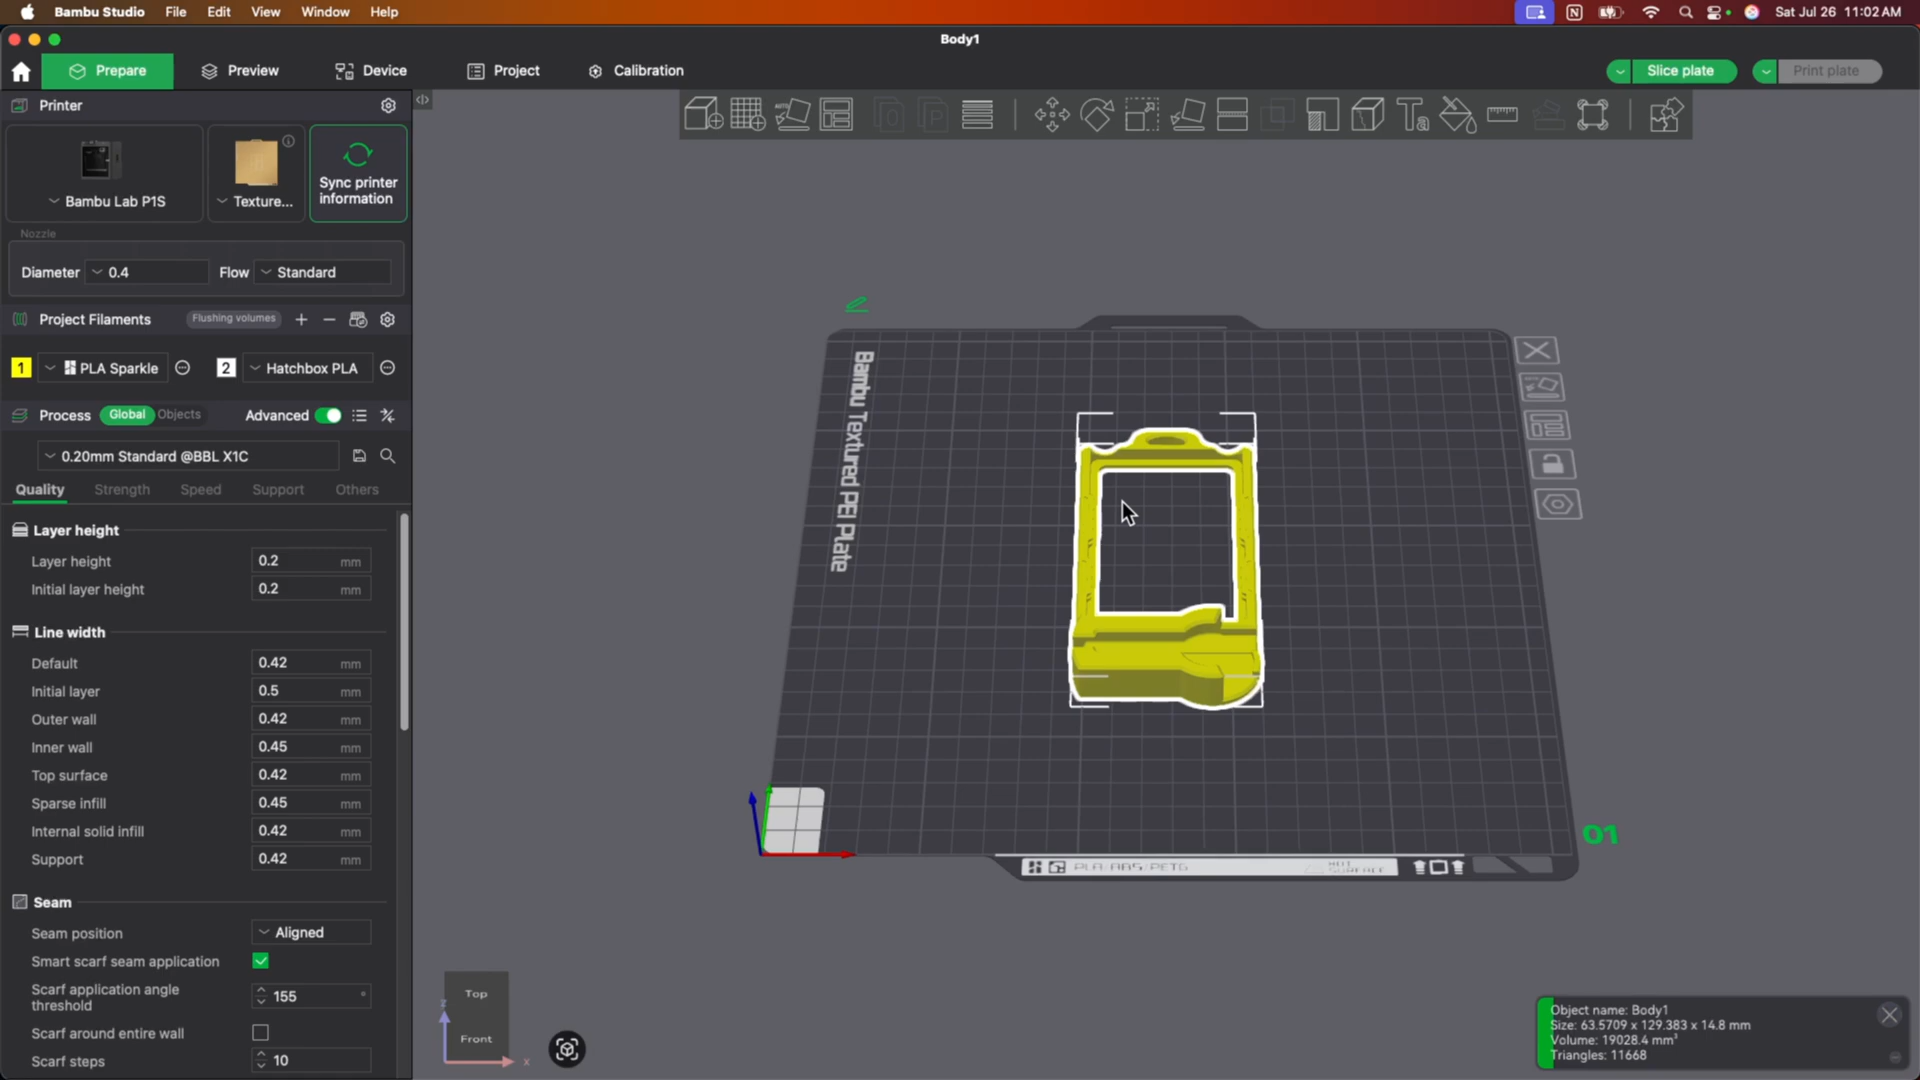 Bambu Studio File Edit View Window Help Sat Jul 26 11:02 AM
Body1
Prepare Preview Device Project Calibration Slice plate Print plate
Printer
Bambu Lab P1S
Texture...
Sync printer
information
Nozzle
Diameter 0.4 Flow Standard
Project Filaments Flushing volumes
1 PLA Sparkle 2 Hatchbox PLA
Process Global Objects Advanced
0.20mm Standard @BBL X1C
Quality Strength Speed Support Others
Layer height
Layer height 0.2 mm
Initial layer height 0.2 mm
Line width
Default 0.42 mm
Initial layer 0.5 mm
Outer wall 0.42 mm
Inner wall 0.45 mm
Top surface 0.42 mm
Sparse infill 0.45 mm
Internal solid infill 0.42 mm
Support 0.42 mm
Seam
Seam position Aligned
Smart scarf seam application
Scarf application angle
threshold 155 °
Scarf around entire wall
Scarf steps 10
AUTO
Bambu Textured PEI Plate
01
PLA/ABS/PETG HOT
SURFACE
Top
Front
z
x
Object name: Body1
Size: 63.5709 x 129.383 x 14.8 mm
Volume: 19028.4 mm³
Triangles: 11668